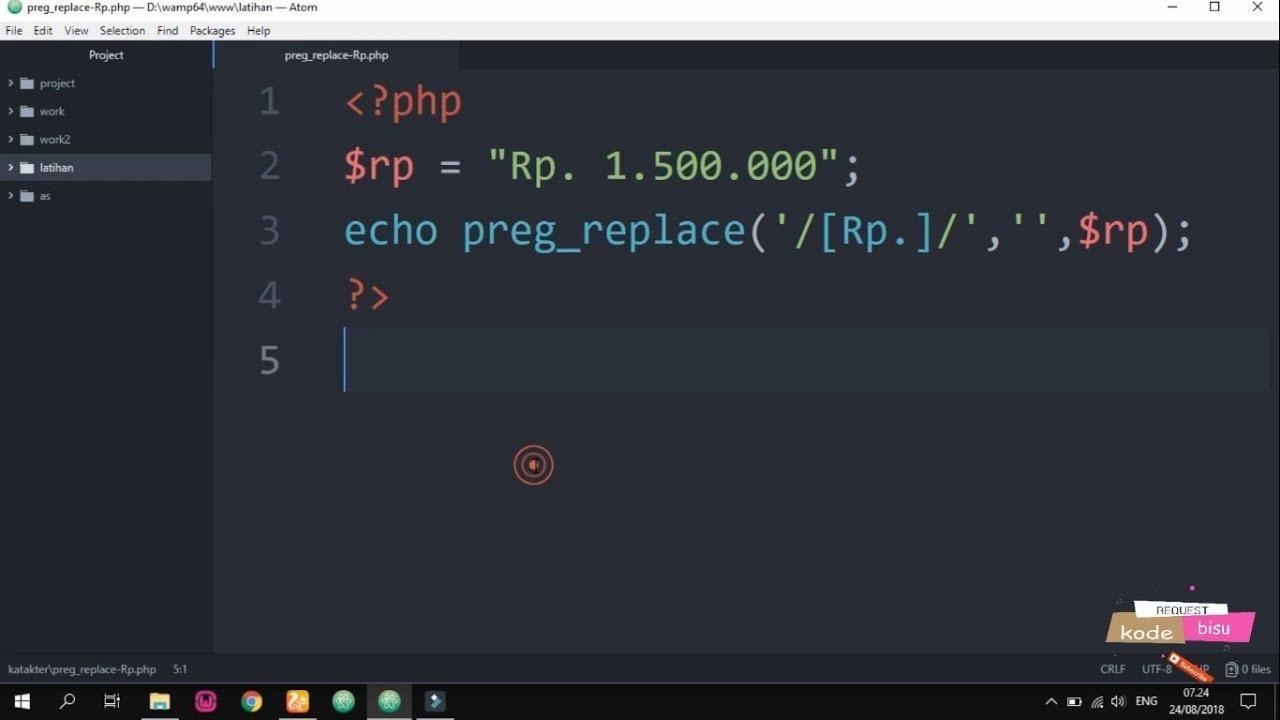 preg_replace-Rp.php — D:\wamp64\www\latihan — Atom
File Edit View Selection Find Packages Help
Project
preg_replace-Rp.php
project
work
work2
latihan
as
1 <?php
2 $rp = "Rp. 1.500.000";
3 echo preg_replace('/[Rp.]/','',$rp);
4 ?>
5
REQUEST
kode bisu
Subscribe
katakter\preg_replace-Rp.php 5:1
CRLF UTF-8 0 files
ENG
07.24
24/08/2018